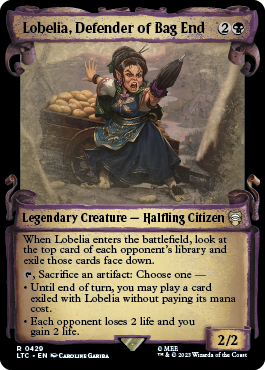 Lobelia, Defender of Bag End 2
Legendary Creature — Halfling Citizen
When Lobelia enters the battlefield, look at
the top card of each opponent's library and
exile those cards face down.
, Sacrifice an artifact: Choose one —
• Until end of turn, you may play a card
exiled with Lobelia without paying its mana
cost.
• Each opponent loses 2 life and you
gain 2 life.
2/2
R 0429
LTC • EN Caroline Gariba
© MEE
™ & © 2023 Wizards of the Coast